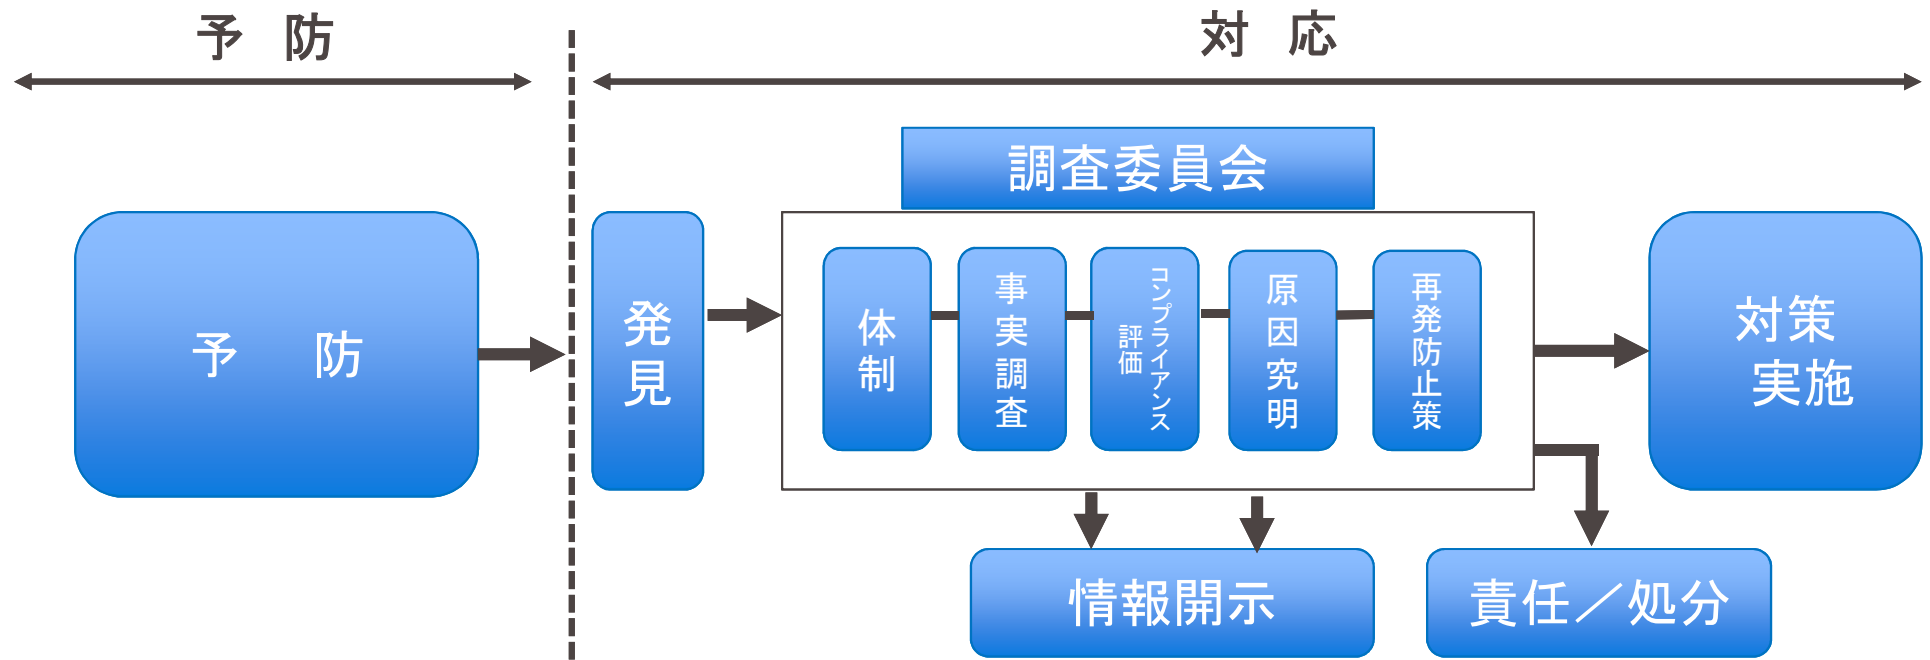 予　防
対　応
調査委員会
予　防
発見
体制
事実調査
コンプライアンス
評価
原因究明
再発防止策
対策
実施
情報開示
責任／処分